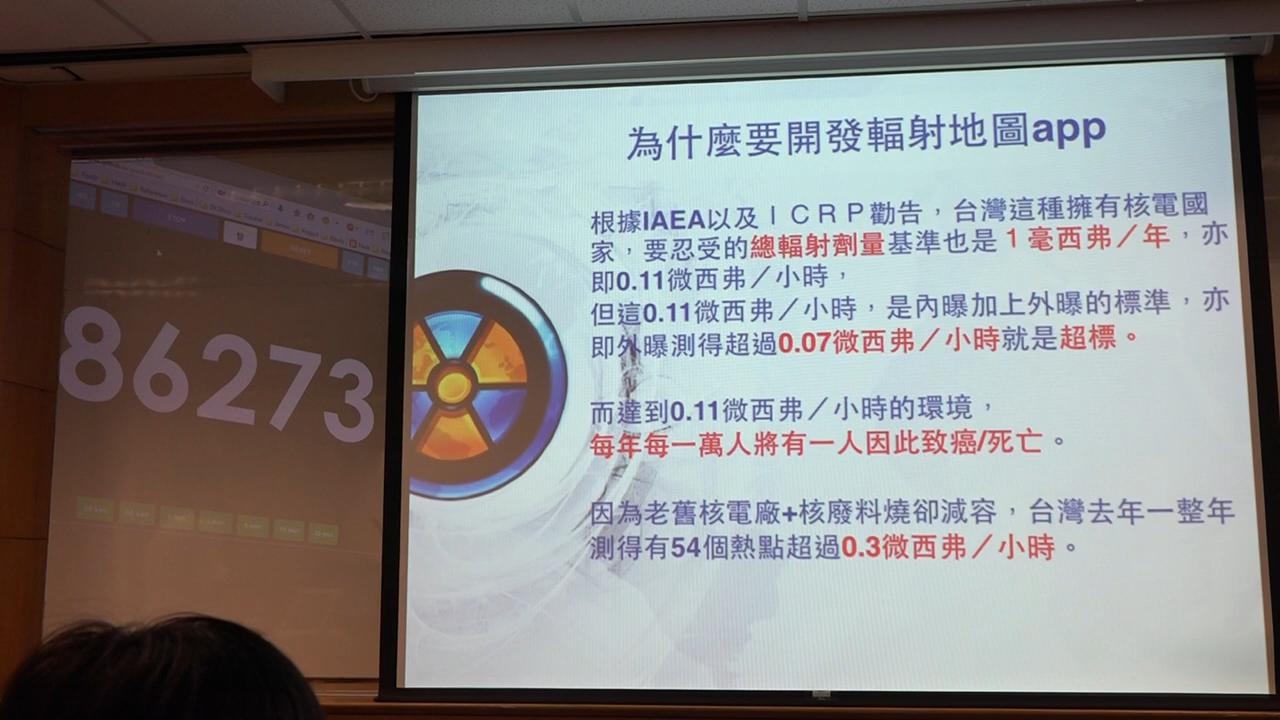 86273
為什麼要開發輻射地圖app
根據IAEA以及ＩＣＲＰ勸告，台灣這種擁有核電國
家，要忍受的總輻射劑量基準也是１毫西弗／年，亦
即0.11微西弗／小時，
但這0.11微西弗／小時，是內曝加上外曝的標準，亦
即外曝測得超過0.07微西弗／小時就是超標。
而達到0.11微西弗／小時的環境，
每年每一萬人將有一人因此致癌/死亡。
因為老舊核電廠+核廢料燒卻減容，台灣去年一整年
測得有54個熱點超過0.3微西弗／小時。